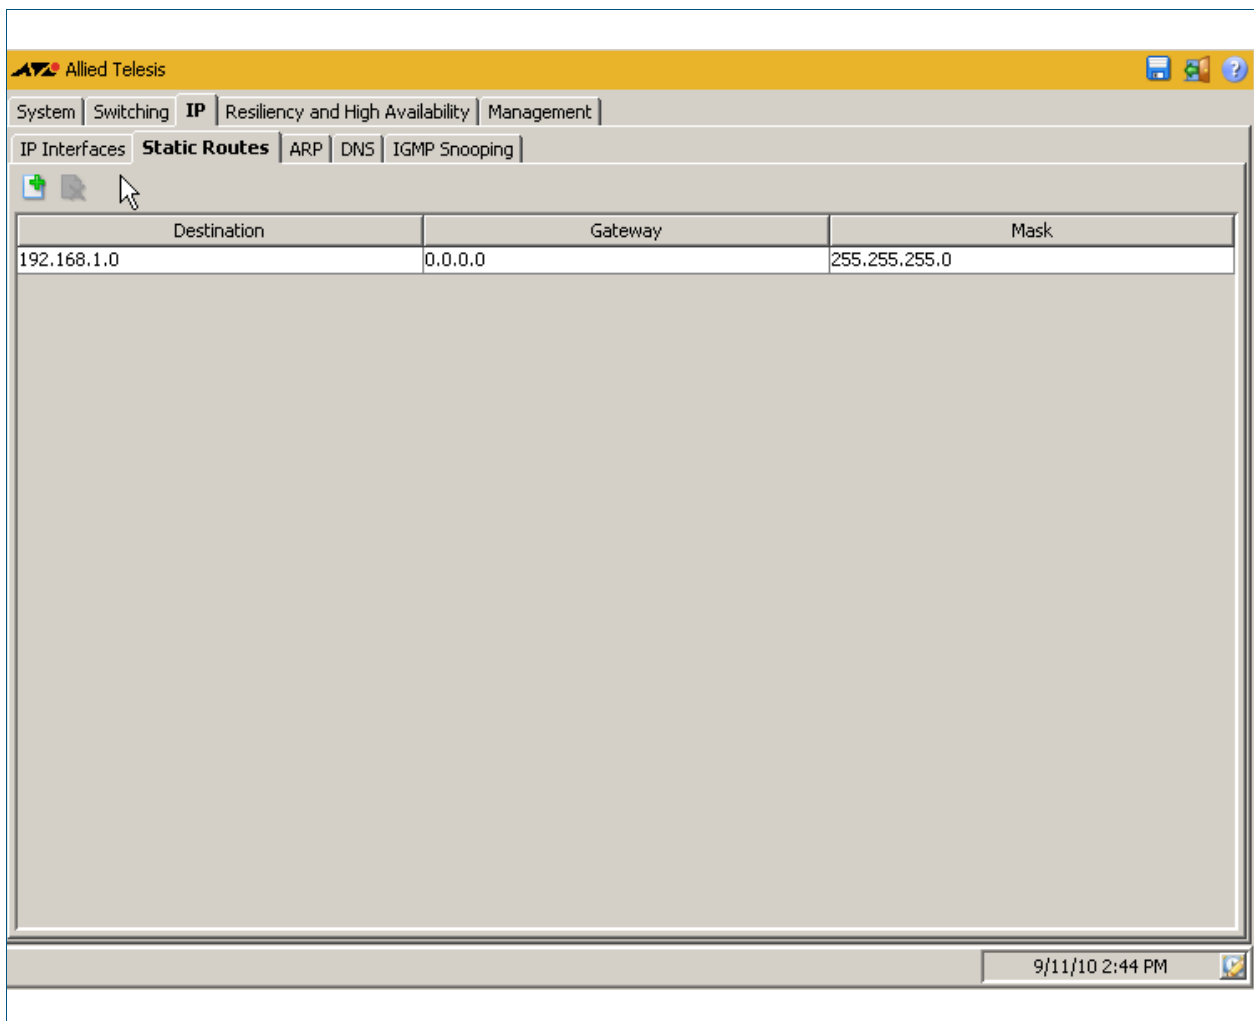 Allied Telesis
System Switching IP Resiliency and High Availability Management
IP Interfaces Static Routes ARP DNS IGMP Snooping
Destination Gateway Mask
192.168.1.0 0.0.0.0 255.255.255.0
9/11/10 2:44 PM